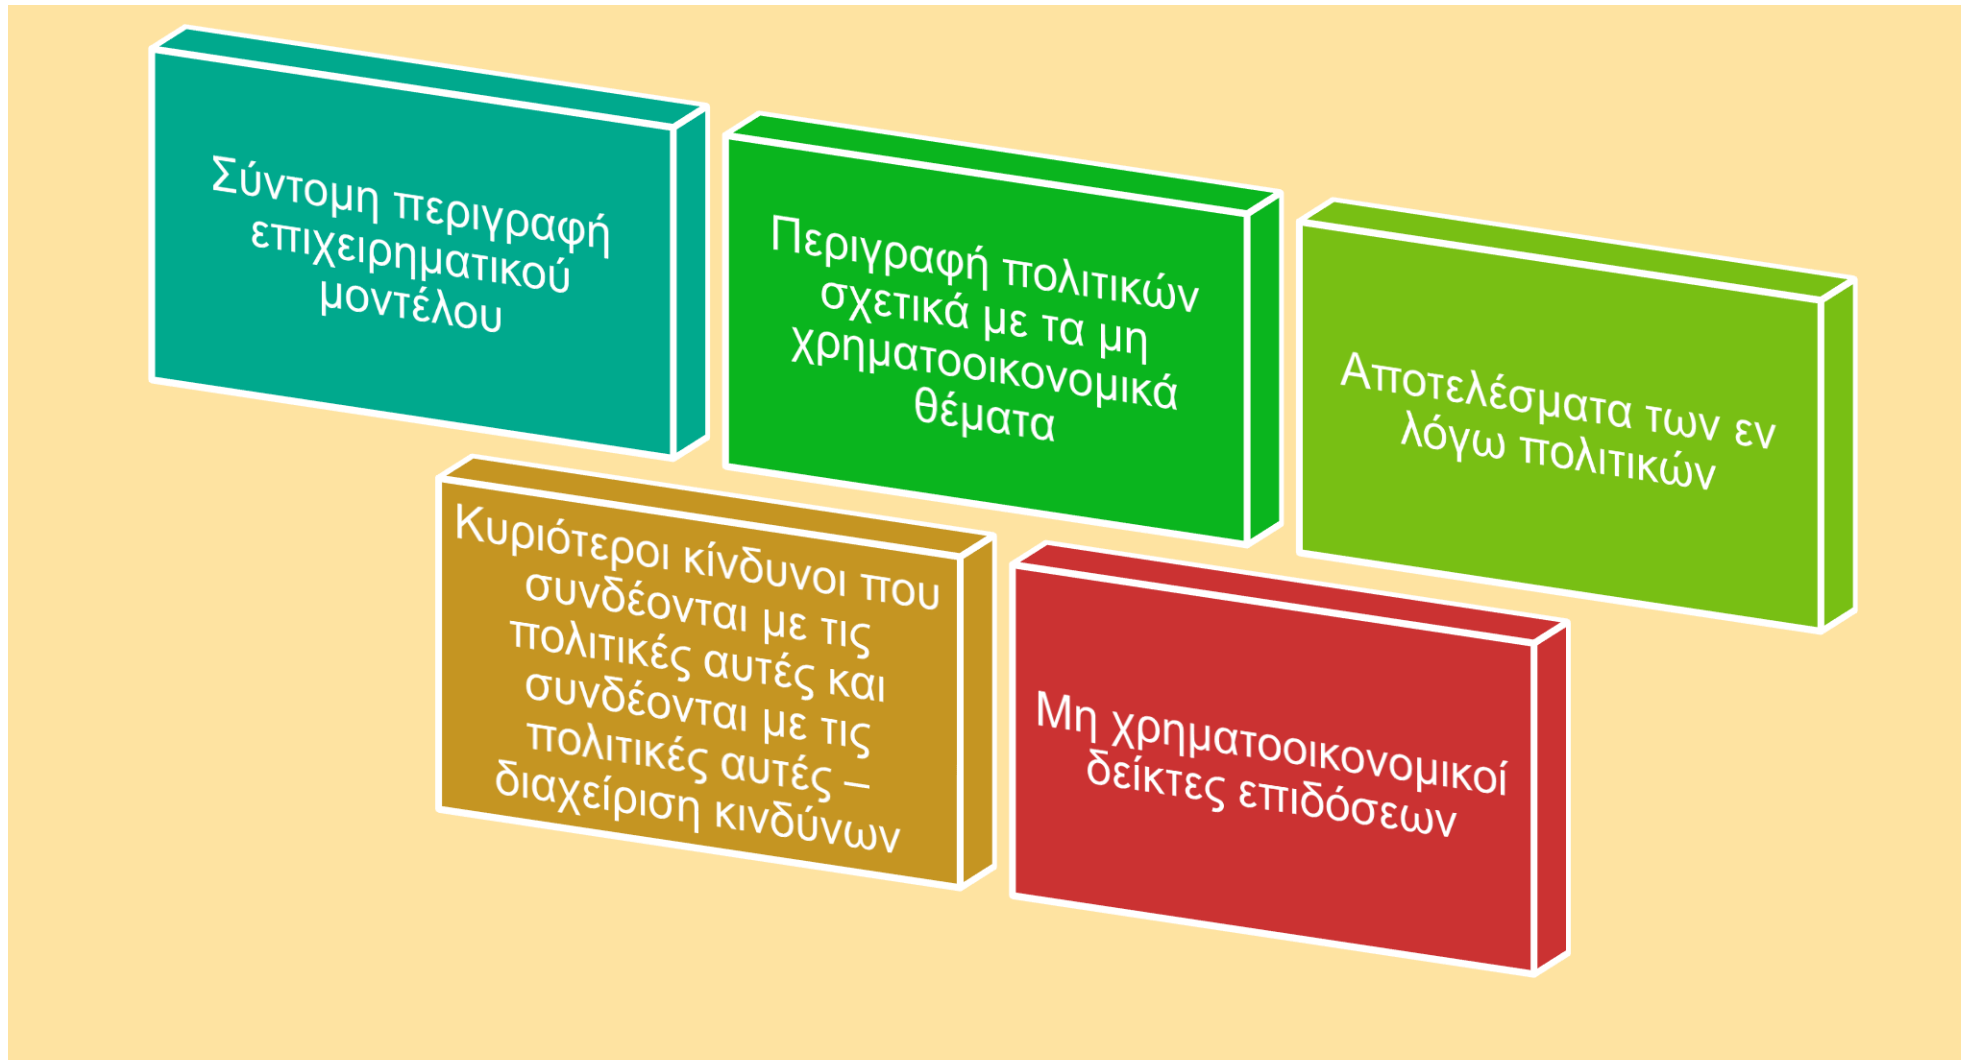 Σύντομη περιγραφή
επιχειρηματικού
μοντέλου
Περιγραφή πολιτικών
σχετικά με τα μη
χρηματοοικονομικά
θέματα
Αποτελέσματα των εν
λόγω πολιτικών
Κυριότεροι κίνδυνοι που
συνδέονται με τις
πολιτικές αυτές και
συνδέονται με τις
πολιτικές αυτές –
διαχείριση κινδύνων
Μη χρηματοοικονομικοί
δείκτες επιδόσεων